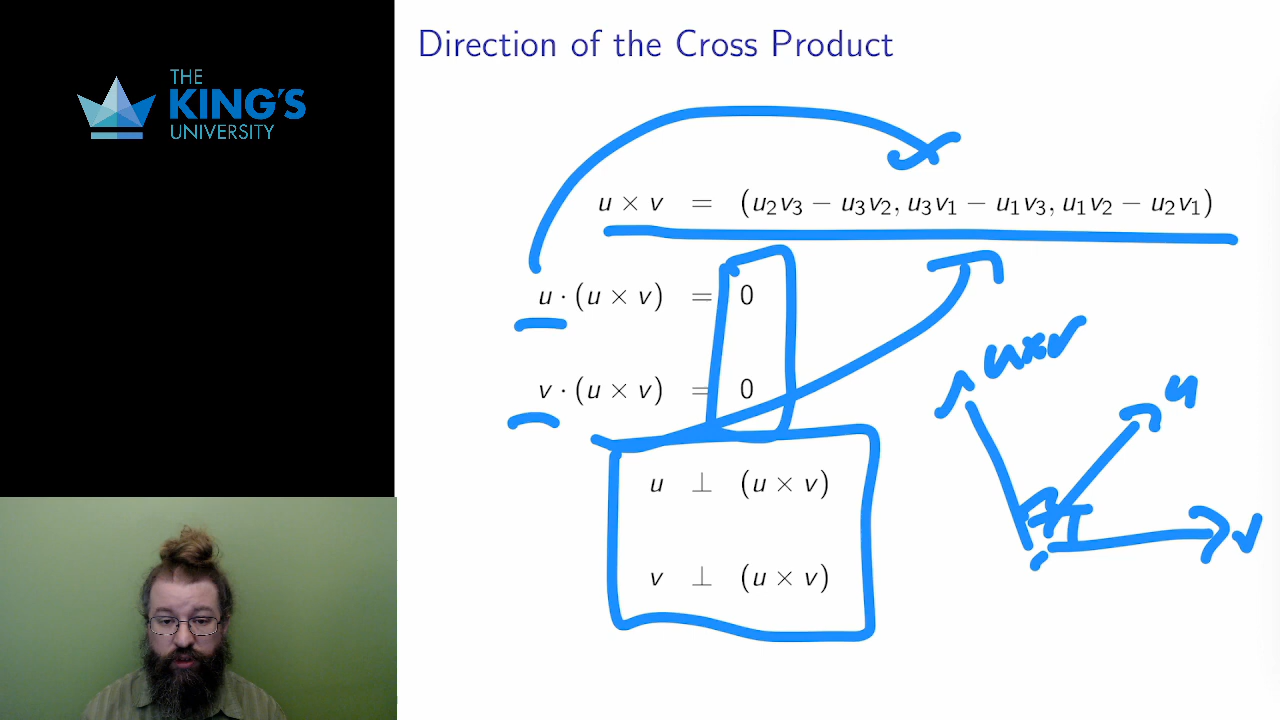 THE
KING'S
UNIVERSITY
Direction of the Cross Product
u × v = (u₂v₃ − u₃v₂, u₃v₁ − u₁v₃, u₁v₂ − u₂v₁)
u · (u × v) = 0
v · (u × v) = 0
u ⊥ (u × v)
v ⊥ (u × v)
u×v
u
v